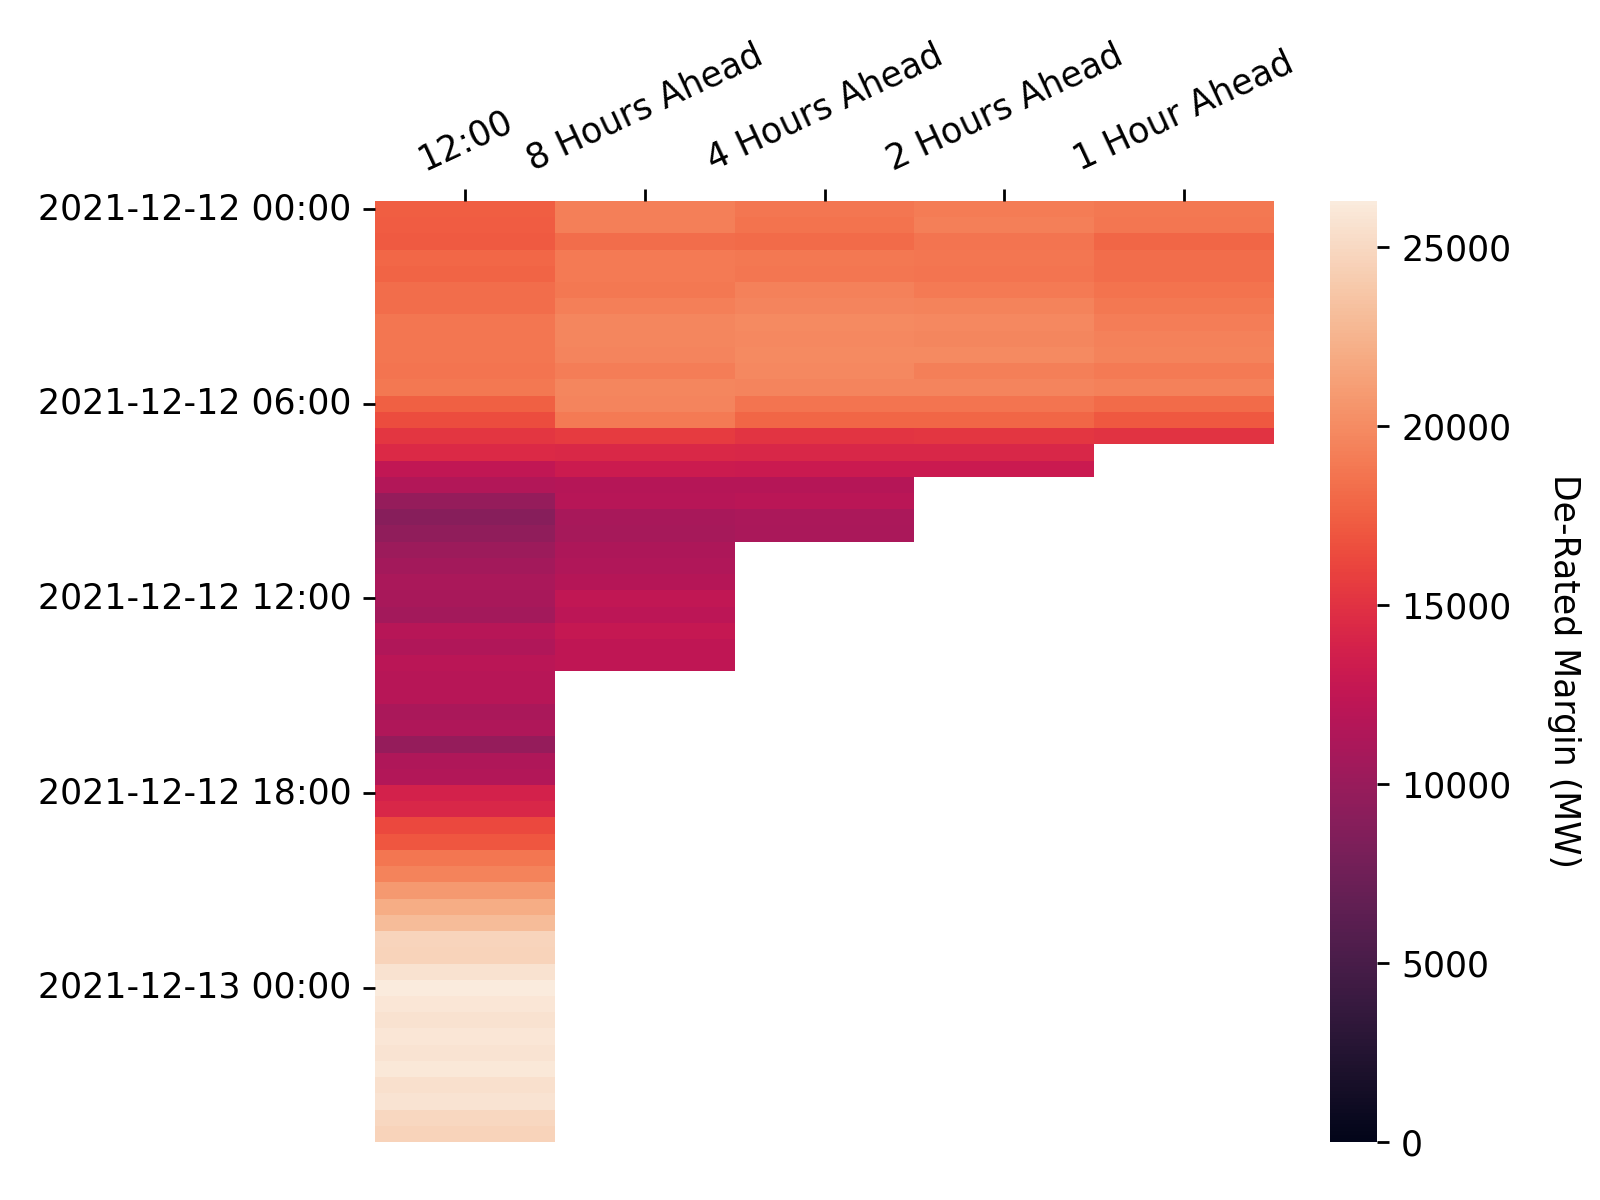 12:00
8 Hours Ahead
4 Hours Ahead
2 Hours Ahead
1 Hour Ahead
2021-12-12 00:00
2021-12-12 06:00
2021-12-12 12:00
2021-12-12 18:00
2021-12-13 00:00
25000
20000
15000
10000
5000
0
De-Rated Margin (MW)